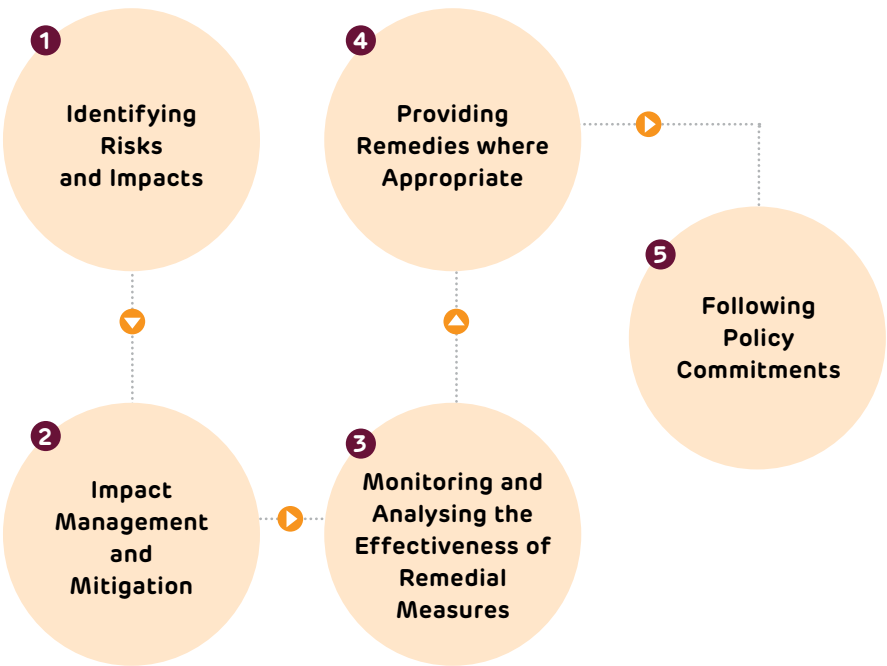 1
Identifying
Risks
and Impacts
2
Impact
Management
and
Mitigation
3
Monitoring and
Analysing the
Effectiveness of
Remedial
Measures
4
Providing
Remedies where
Appropriate
5
Following
Policy
Commitments